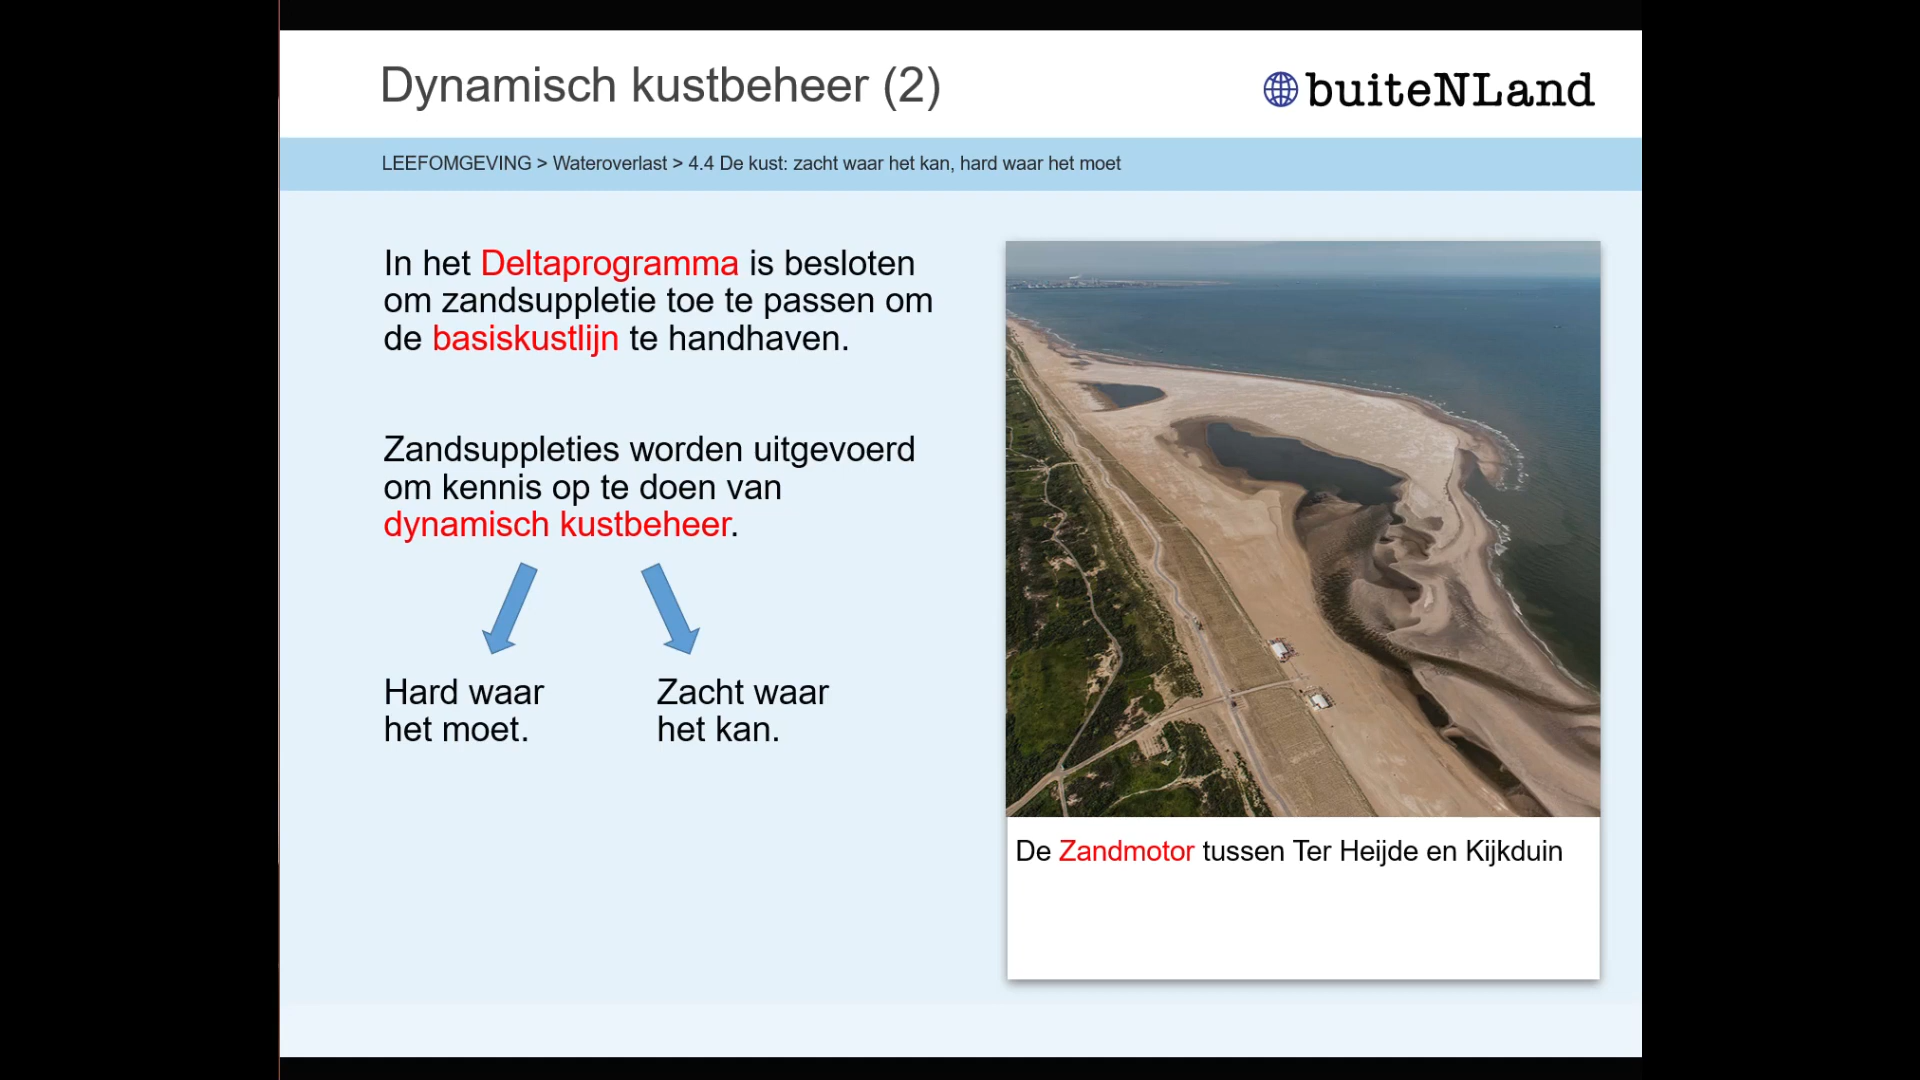 Dynamisch kustbeheer (2)
buiteNLand
LEEFOMGEVING > Wateroverlast > 4.4 De kust: zacht waar het kan, hard waar het moet
In het Deltaprogramma is besloten
om zandsuppletie toe te passen om
de basiskustlijn te handhaven.
Zandsuppleties worden uitgevoerd
om kennis op te doen van
dynamisch kustbeheer.
Hard waar
het moet.
Zacht waar
het kan.
De Zandmotor tussen Ter Heijde en Kijkduin